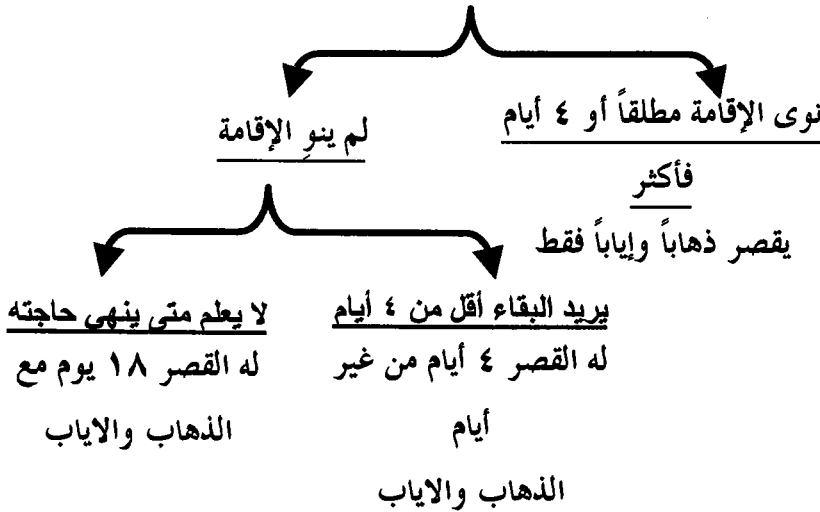 نوى الإقامة مطلقاً أو ٤ أيام
فأكثر
يقصر ذهاباً وإياباً فقط
لم ينوِ الإقامة
يريد البقاء أقل من ٤ أيام
له القصر ٤ أيام من غير
أيام
الذهاب والاياب
لا يعلم متى ينهي حاجته
له القصر ١٨ يوم مع
الذهاب والاياب